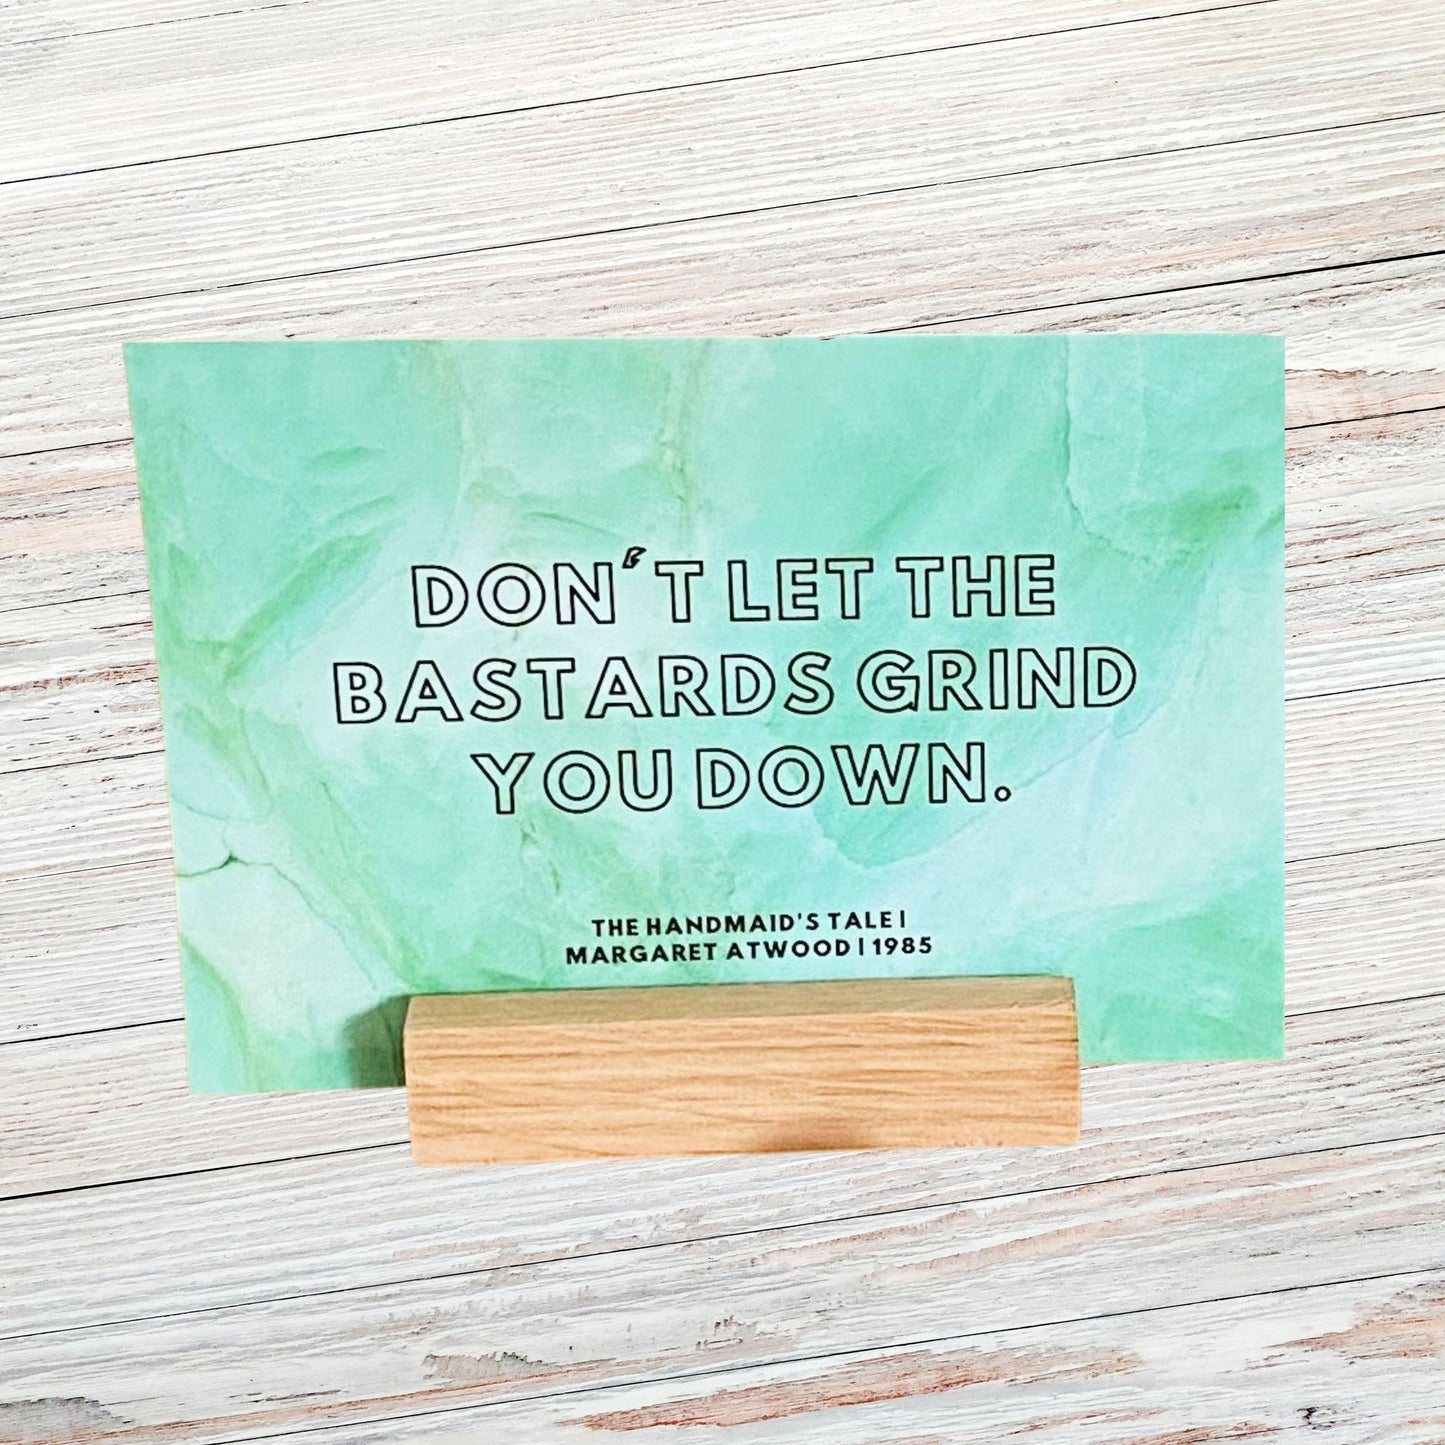 DON'T LET THE
BASTARDS GRIND
YOU DOWN.
THE HANDMAID'S TALE |
MARGARET ATWOOD | 1985